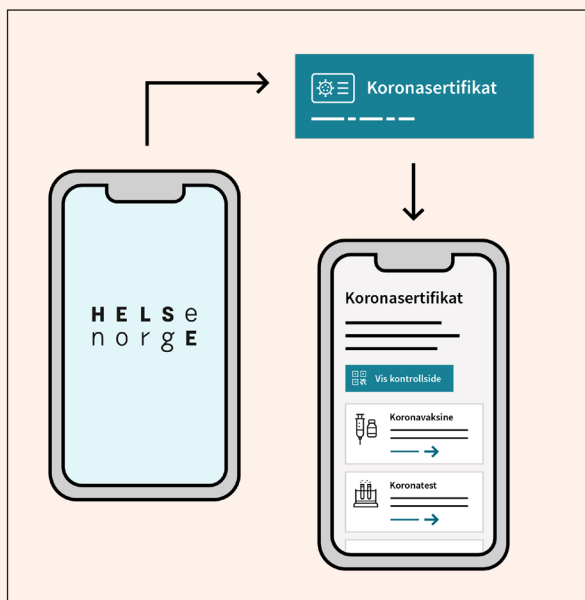 HELSe
norgE
Koronasertifikat
Koronasertifikat
Vis kontrollside
Koronavaksine
Koronatest